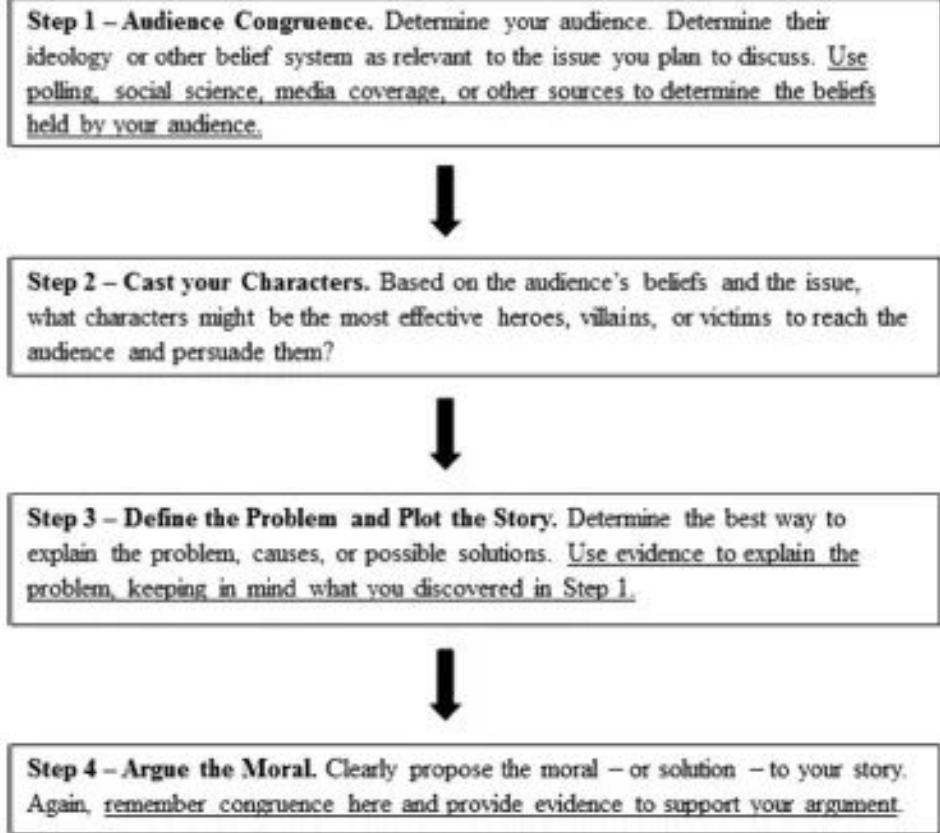 Step 1 – Audience Congruence. Determine your audience. Determine their
ideology or other belief system as relevant to the issue you plan to discuss. Use
polling, social science, media coverage, or other sources to determine the beliefs
held by your audience.
Step 2 – Cast your Characters. Based on the audience's beliefs and the issue,
what characters might be the most effective heroes, villains, or victims to reach the
audience and persuade them?
Step 3 – Define the Problem and Plot the Story. Determine the best way to
explain the problem, causes, or possible solutions. Use evidence to explain the
problem, keeping in mind what you discovered in Step 1.
Step 4 – Argue the Moral. Clearly propose the moral – or solution – to your story.
Again, remember congruence here and provide evidence to support your argument.